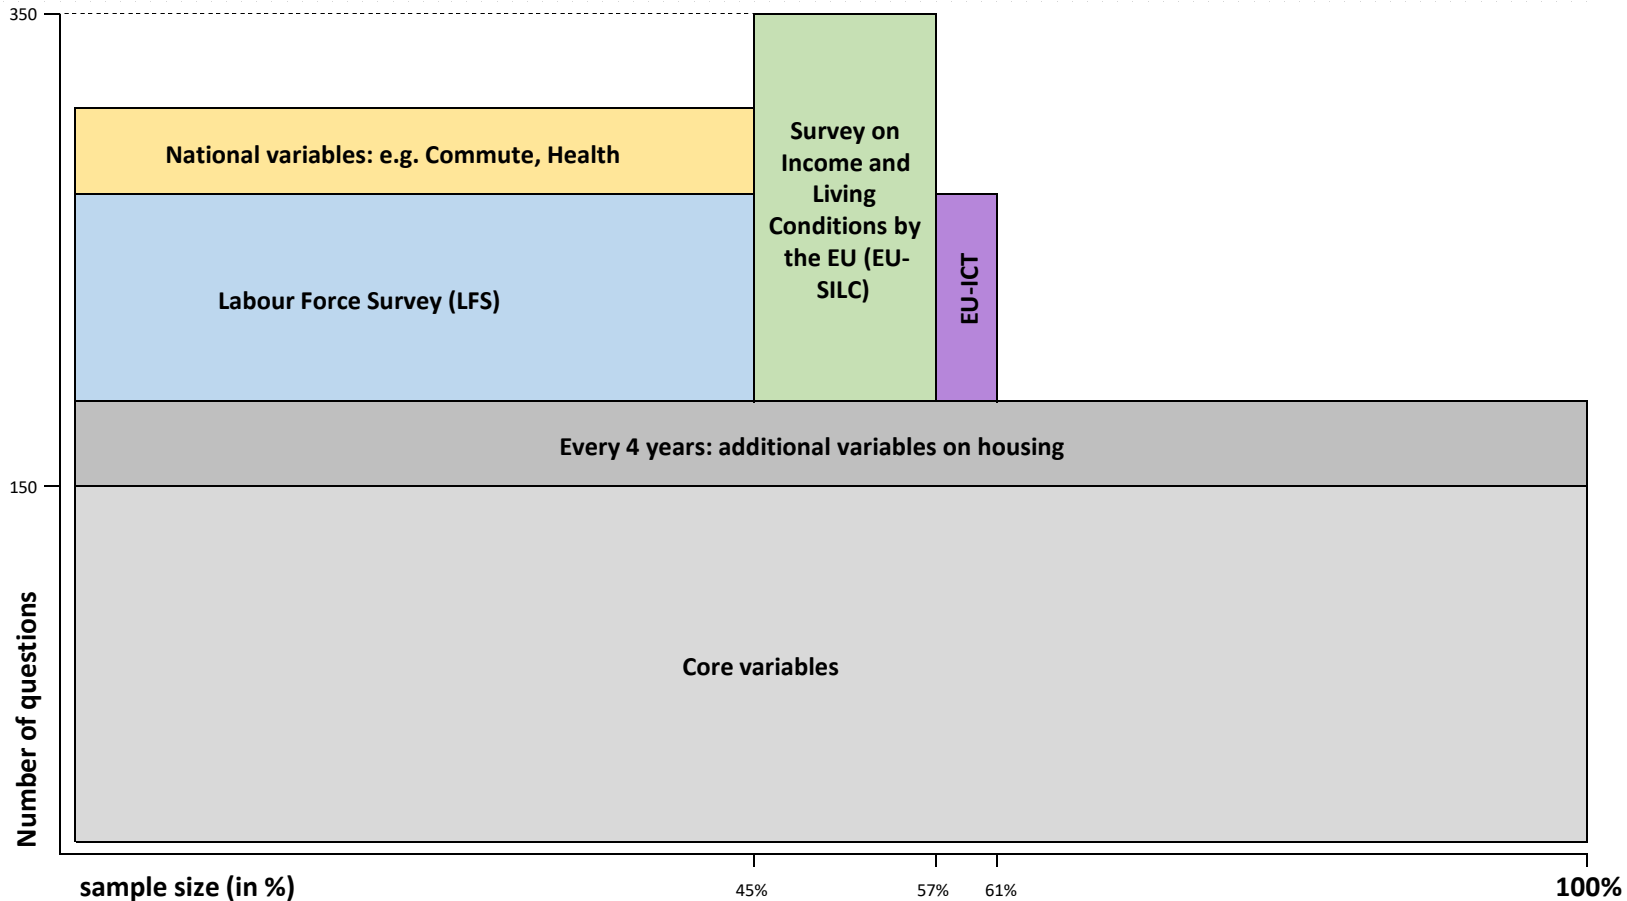 350
National variables: e.g. Commute, Health
Survey on
Income and
Living
Conditions by
the EU (EU-
SILC)
Labour Force Survey (LFS)
EU-ICT
Every 4 years: additional variables on housing
150
Core variables
Number of questions
sample size (in %)
45%
57%
61%
100%